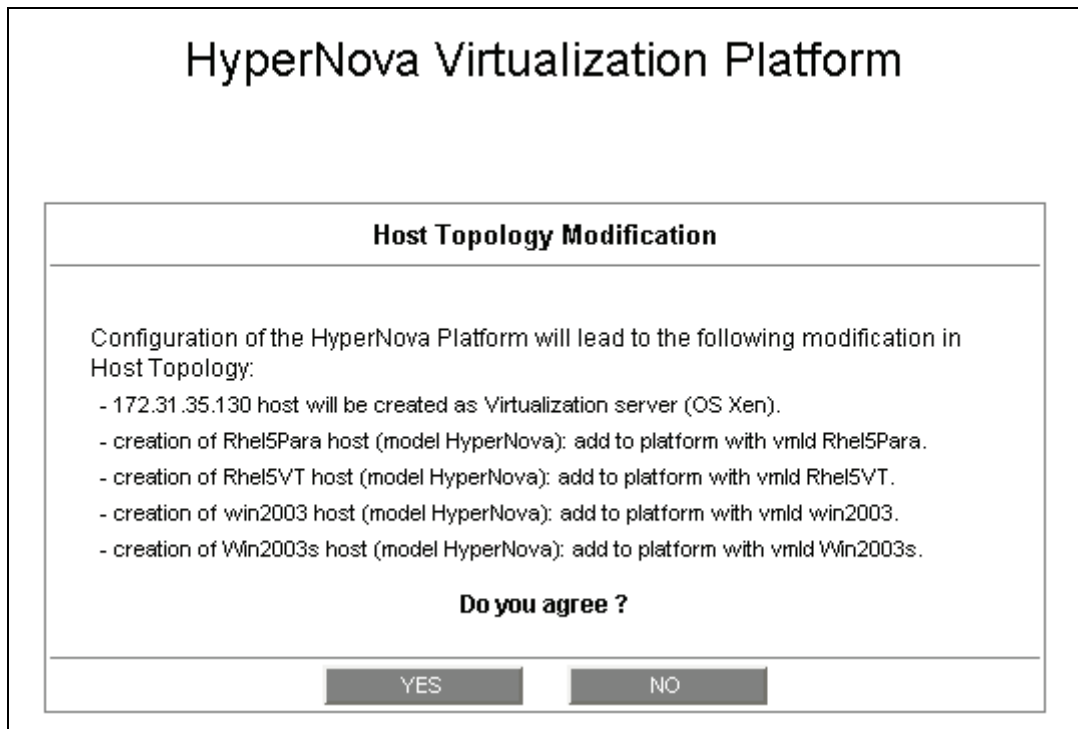 HyperNova Virtualization Platform
Host Topology Modification
Configuration of the HyperNova Platform will lead to the following modification in
Host Topology:
- 172.31.35.130 host will be created as Virtualization server (OS Xen).
- creation of Rhel5Para host (model HyperNova): add to platform with vmId Rhel5Para.
- creation of Rhel5VT host (model HyperNova): add to platform with vmId Rhel5VT.
- creation of win2003 host (model HyperNova): add to platform with vmId win2003.
- creation of Win2003s host (model HyperNova): add to platform with vmId Win2003s.
Do you agree ?
YES
NO